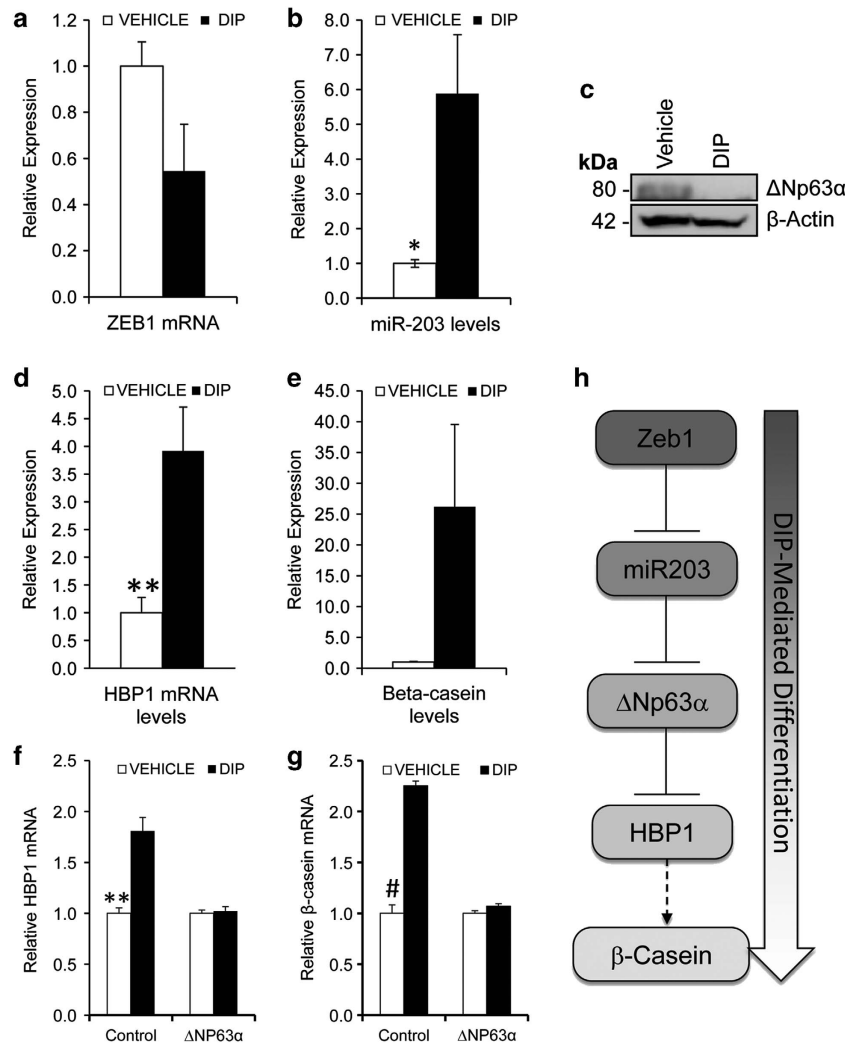 a
VEHICLE DIP
1.2
1.0
0.8
0.6
0.4
0.2
0.0
Relative Expression
ZEB1 mRNA
b
VEHICLE DIP
8.0
7.0
6.0
5.0
4.0
3.0
2.0
1.0
0.0
Relative Expression
*
miR-203 levels
c
Vehicle
DIP
kDa
80 - ΔNp63α
42 - β-Actin
d
VEHICLE DIP
5.0
4.5
4.0
3.5
3.0
2.5
2.0
1.5
1.0
0.5
0.0
Relative Expression
**
HBP1 mRNA
levels
e
VEHICLE DIP
45.0
40.0
35.0
30.0
25.0
20.0
15.0
10.0
5.0
0.0
Relative Expression
Beta-casein
levels
f
VEHICLE DIP
2.5
2.0
1.5
1.0
0.5
0.0
Relative HBP1 mRNA
**
Control ΔNP63α
g
VEHICLE DIP
2.5
2.0
1.5
1.0
0.5
0.0
Relative β-casein mRNA
#
Control ΔNP63α
h
Zeb1
miR203
ΔNp63α
HBP1
β-Casein
DIP-Mediated Differentiation